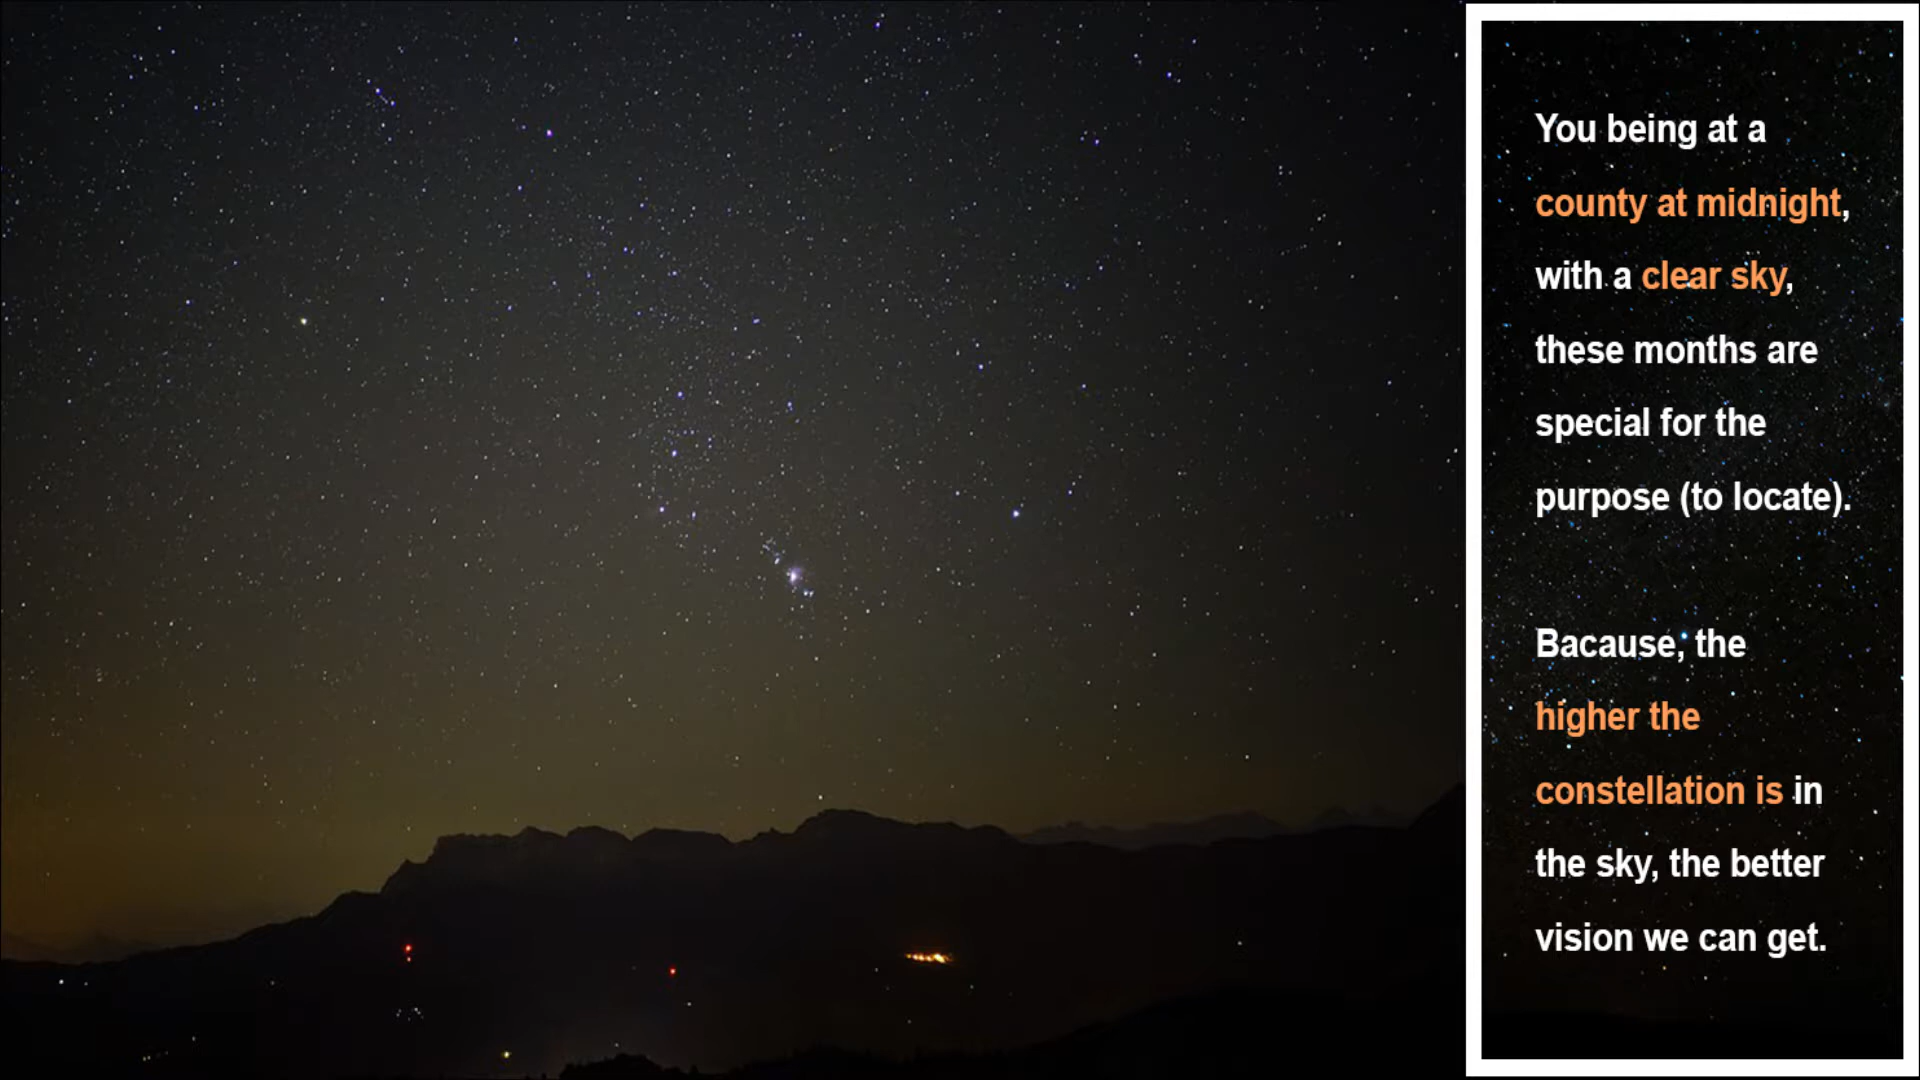 You being at a
county at midnight,
with a clear sky,
these months are
special for the
purpose (to locate).
Bacause, the
higher the
constellation is in
the sky, the better
vision we can get.